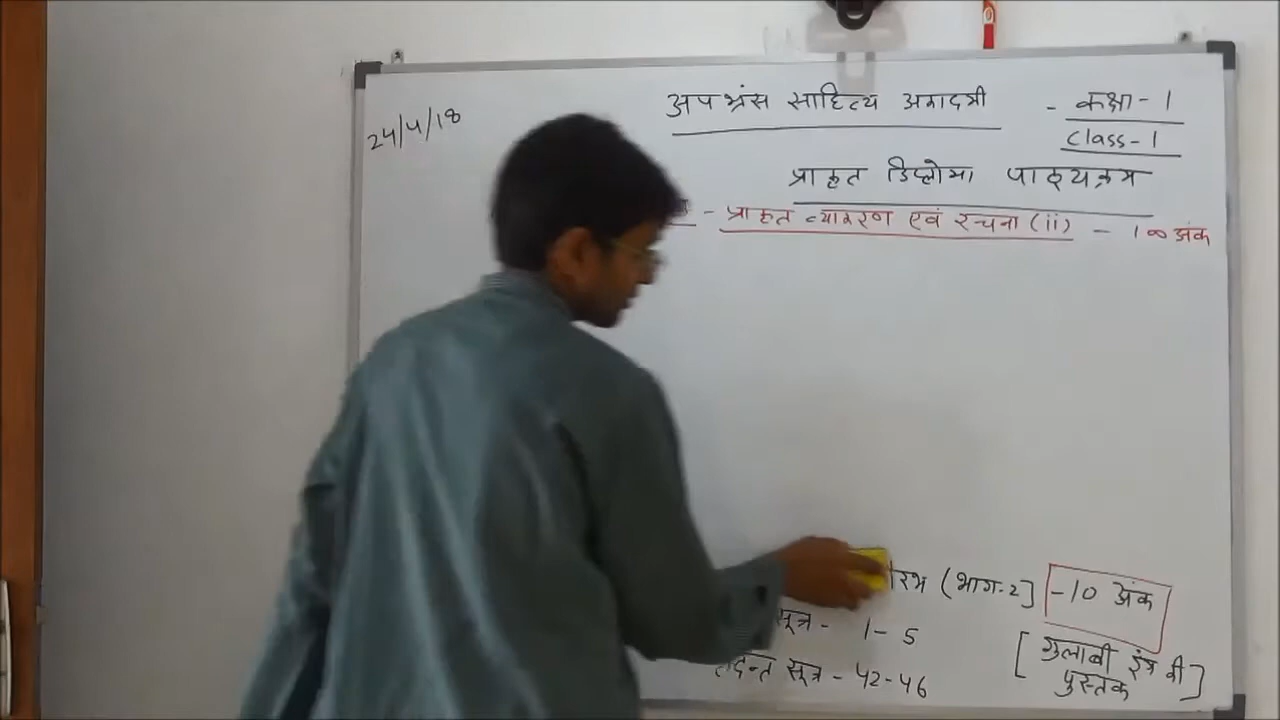 24/4/18
अपभ्रंस साहित्य अकादमी - कक्षा - 1
Class - 1
प्राकृत डिप्लोमा पाठ्यक्रम
- प्राकृत व्याकरण एवं रचना (ii) - 100 अंक
रभ (भाग-2] -10 अंक
सूत्र - 1 - 5
सूत्र - 42-46
[गुलाबी
पुस्तक]